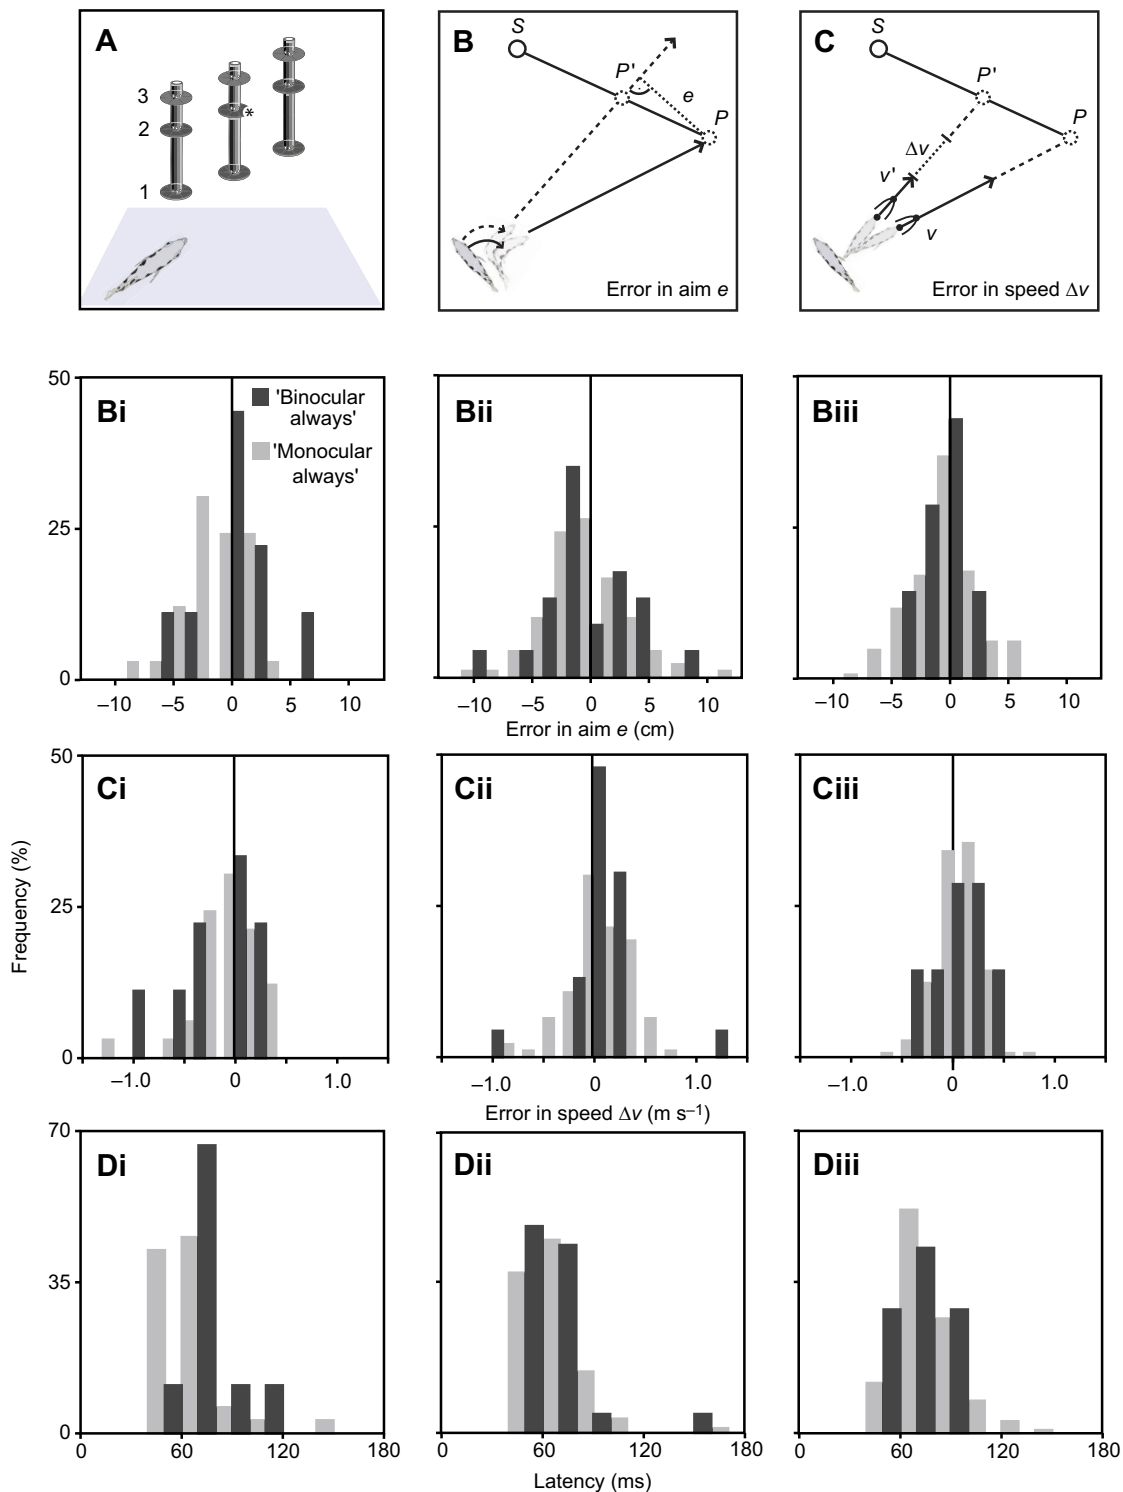 A
3
2
1
*
B
S
P'
e
P
Error in aim e
C
S
P'
P
Δv
v'
v
Error in speed Δv
50
25
0
Bi
'Binocular
always'
'Monocular
always'
Bii
Biii
–10 –5 0 5 10
–10 –5 0 5 10
–10 –5 0 5 10
Error in aim e (cm)
Frequency (%)
50
25
0
Ci
Cii
Ciii
–1.0 0 1.0
–1.0 0 1.0
–1.0 0 1.0
Error in speed Δv (m s–1)
70
35
0
Di
Dii
Diii
0 60 120 180
0 60 120 180
0 60 120 180
Latency (ms)